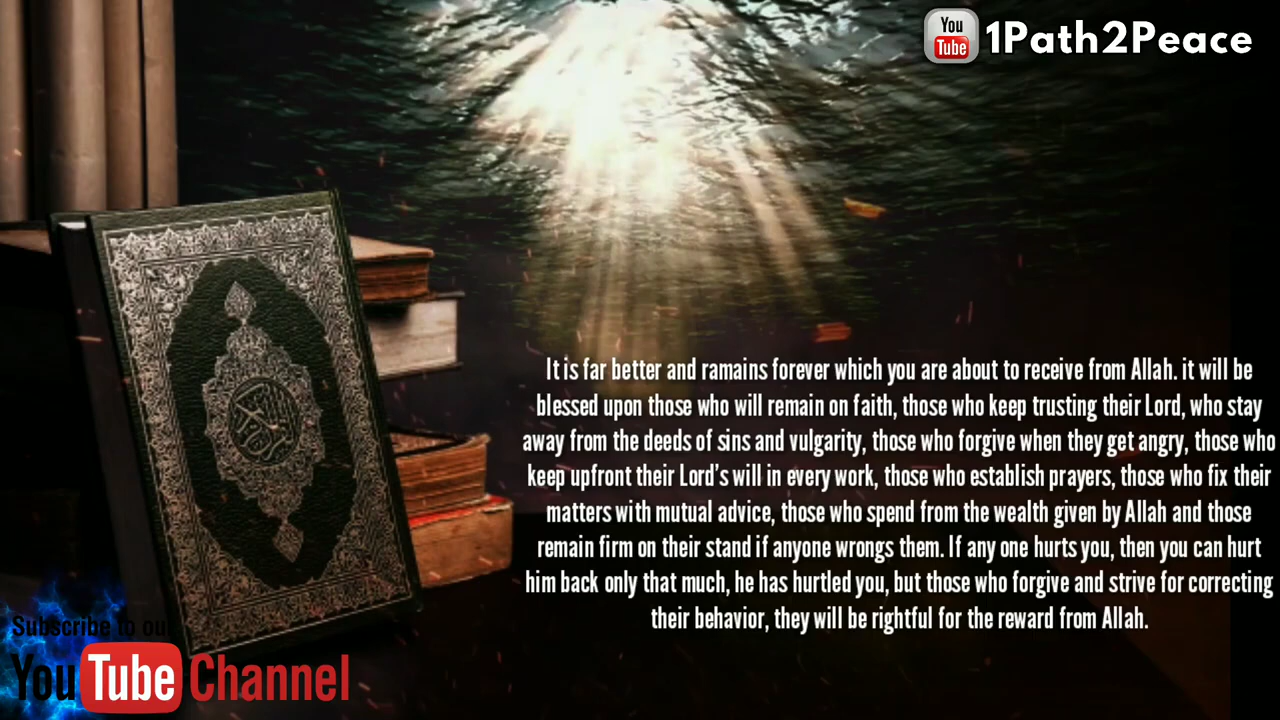 You
Tube
1Path2Peace
It is far better and ramains forever which you are about to receive from Allah. it will be
blessed upon those who will remain on faith, those who keep trusting their Lord, who stay
away from the deeds of sins and vulgarity, those who forgive when they get angry, those who
keep upfront their Lord's will in every work, those who establish prayers, those who fix their
matters with mutual advice, those who spend from the wealth given by Allah and those
remain firm on their stand if anyone wrongs them. If any one hurts you, then you can hurt
him back only that much, he has hurtled you, but those who forgive and strive for correcting
their behavior, they will be rightful for the reward from Allah.
Subscribe to our
YouTube Channel